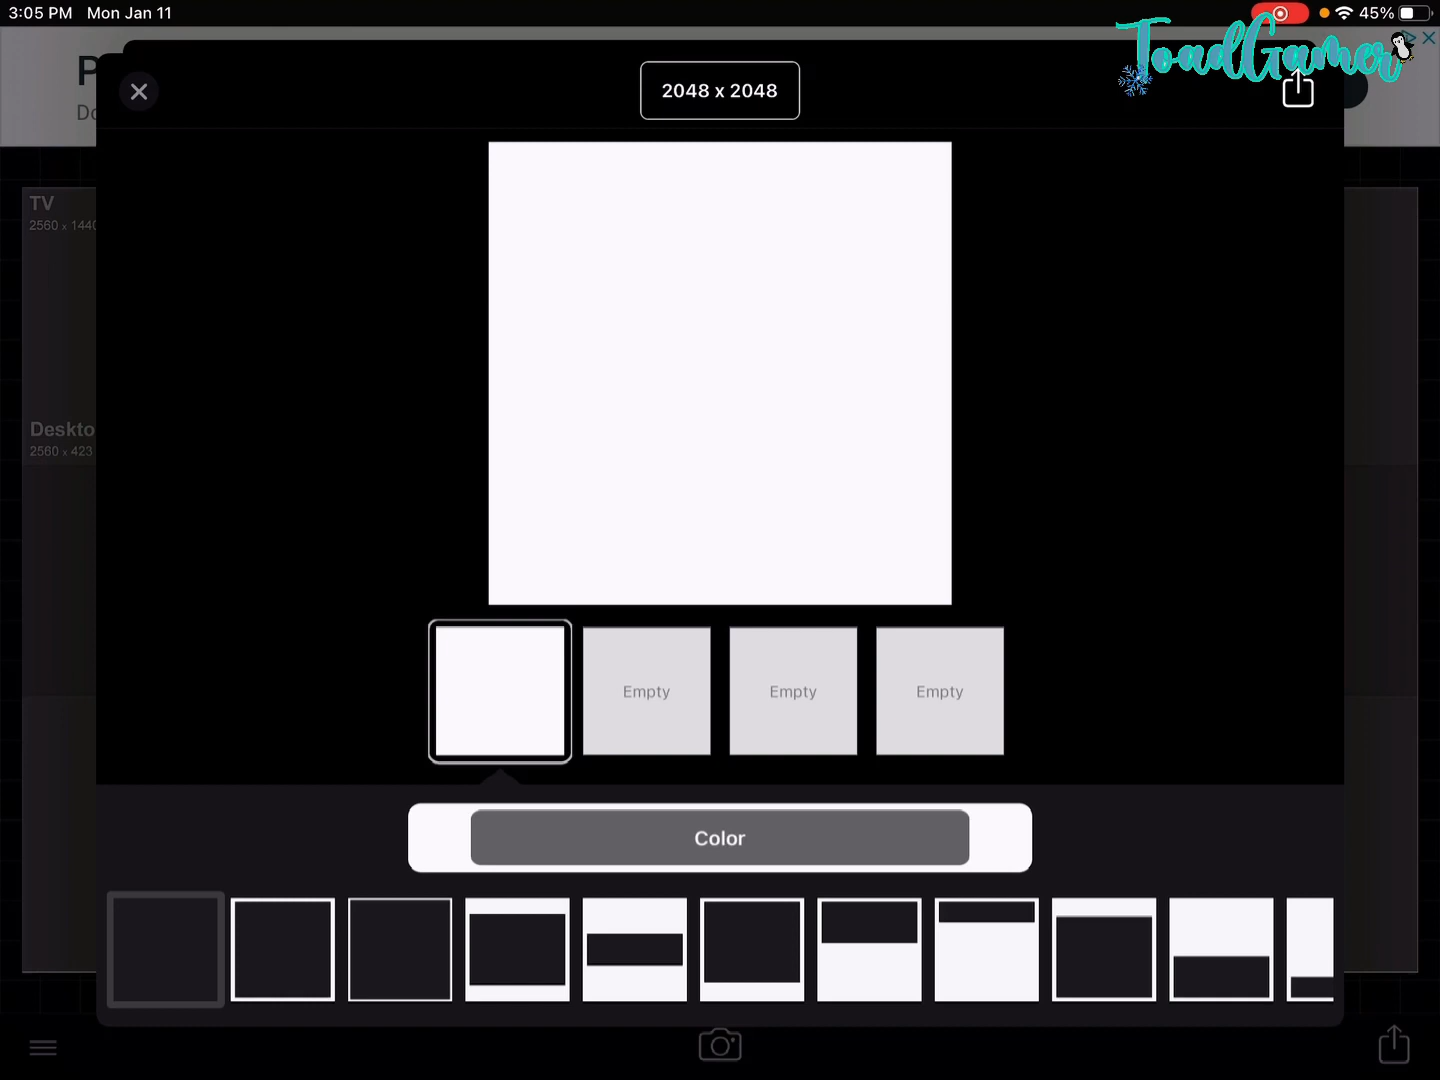 3:05 PM Mon Jan 11
45%
ToadGamer
2048 x 2048
TV
2560 x 1440
Deskto
2560 x 423
Empty
Empty
Empty
Color